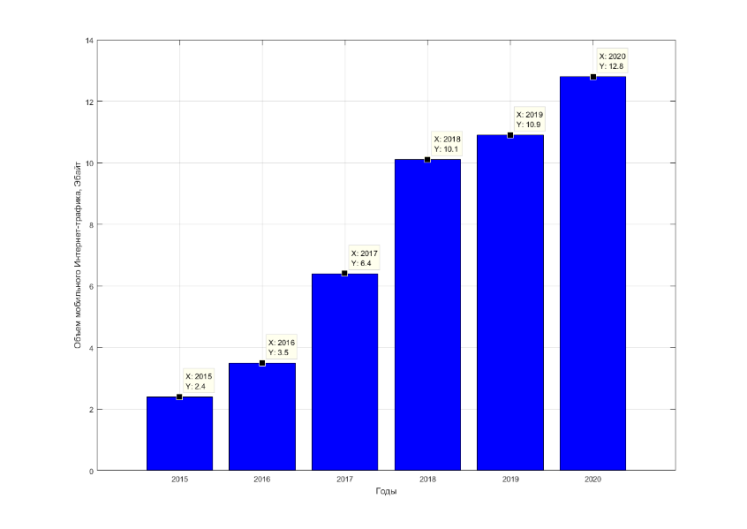 14
X: 2020
Y: 12.8
12
X: 2019
Y: 10.9
X: 2018
Y: 10.1
10
Объем мобильного Интернет-трафика, Эбайт
8
X: 2017
Y: 6.4
6
X: 2016
Y: 3.5
4
X: 2015
Y: 2.4
2
0
2015 2016 2017 2018 2019 2020
Годы